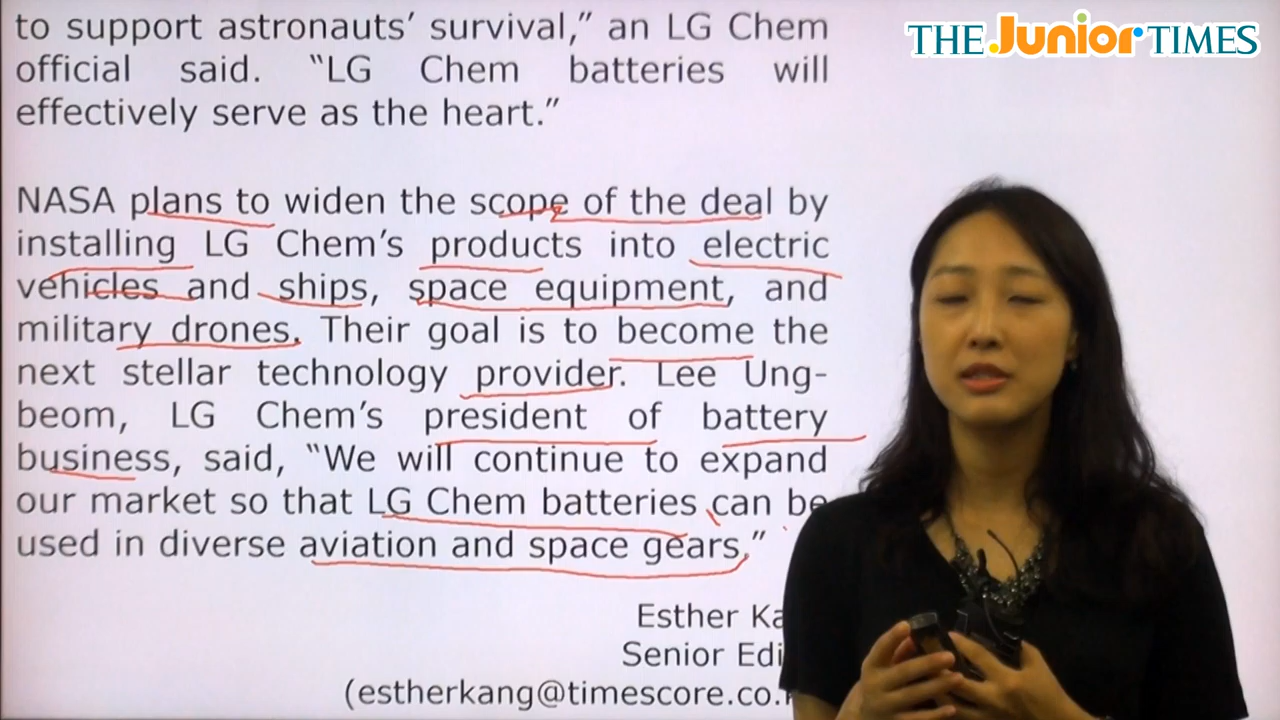 THE Junior TIMES
to support astronauts’ survival,” an LG Chem
official said. “LG Chem batteries will
effectively serve as the heart.”
NASA plans to widen the scope of the deal by
installing LG Chem’s products into electric
vehicles and ships, space equipment, and
military drones. Their goal is to become the
next stellar technology provider. Lee Ung-
beom, LG Chem’s president of battery
business, said, “We will continue to expand
our market so that LG Chem batteries can be
used in diverse aviation and space gears.”
Esther
Senior